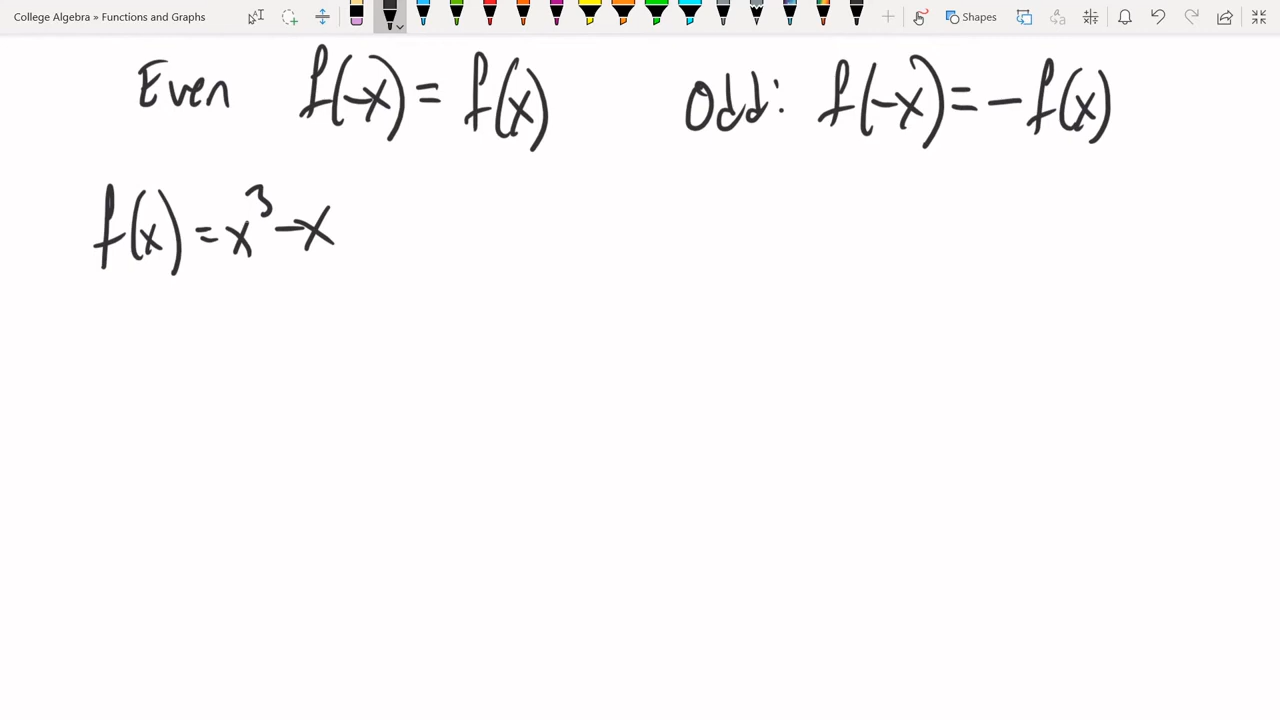 College Algebra » Functions and Graphs
Shapes
Even f(-x) = f(x) Odd: f(-x) = -f(x)
f(x) = x³ - x